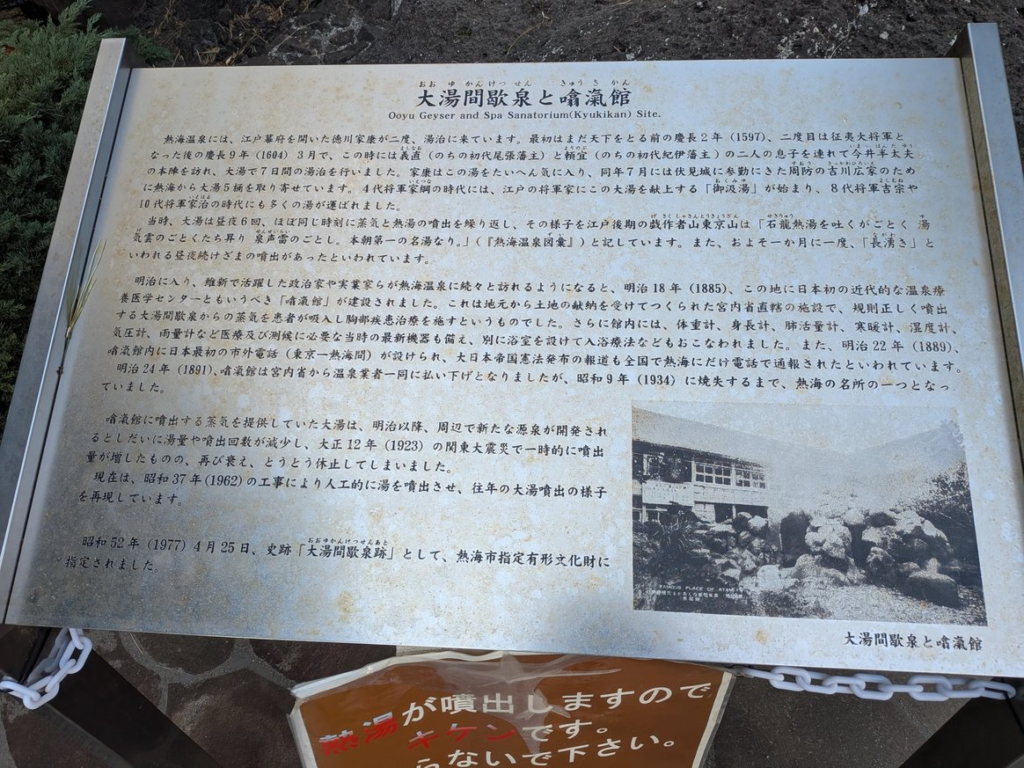 おおゆかんけつせん きゅうきかん
大湯間歇泉と噏滊館
Ooyu Geyser and Spa Sanatorium(Kyukikan) Site.
熱海温泉には、江戸幕府を開いた徳川家康が二度、湯治に来ています。最初はまだ天下をとる前の慶長2年(1597)、二度目は征夷大将軍と
なった後の慶長9年(1604)3月で、この時には義直(のちの初代尾張藩主)と頼宣(のちの初代紀伊藩主)の二人の息子を連れて今井半太夫
の本陣を訪れ、大湯で7日間の湯治を行いました。家康はこの湯をたいへん気に入り、同年7月には伏見城に参勤にきた周防の吉川広家のため
に熱海から大湯5桶を取り寄せています。4代将軍家綱の時代には、江戸の将軍家にこの大湯を献上する「御汲湯」が始まり、8代将軍吉宗や
10代将軍家治の時代にも多くの湯が運ばれました。
当時、大湯は昼夜6回、ほぼ同じ時刻に蒸気と熱湯の噴出を繰り返し、その様子を江戸後期の戯作者山東京山は「石龍熱湯を吐くがごとく 湯
気雲のごとくたち昇り 泉声雷のごとし。本朝第一の名湯なり。」(『熱海温泉図彙』)と記しています。また、およそ一か月に一度、「長湧き」と
いわれる昼夜続けざまの噴出があったといわれています。
明治に入り、維新で活躍した政治家や実業家らが熱海温泉に続々と訪れるようになると、明治18年(1885)、この地に日本初の近代的な温泉療
養医学センターともいうべき「噏滊館」が建設されました。これは地元から土地の献納を受けてつくられた宮内省直轄の施設で、規則正しく噴出
する大湯間歇泉からの蒸気を患者が吸入し胸部疾患治療を施すというものでした。さらに館内には、体重計、身長計、肺活量計、寒暖計、湿度計、
気圧計、雨量計など医療及び測候に必要な当時の最新機器も備え、別に浴室を設けて入浴療法などもおこなわれました。また、明治22年(1889)、
噏滊館内に日本最初の市外電話(東京ー熱海間)が設けられ、大日本帝国憲法発布の報道も全国で熱海にだけ電話で通報されたといわれています。
明治24年(1891)、噏滊館は宮内省から温泉業者一同に払い下げとなりましたが、昭和9年(1934)に焼失するまで、熱海の名所の一つとなっ
ていました。
噏滊館に噴出する蒸気を提供していた大湯は、明治以降、周辺で新たな源泉が開発され
るとしだいに湯量や噴出回数が減少し、大正12年(1923)の関東大震災で一時的に噴出
量が増したものの、再び衰え、とうとう休止してしまいました。
現在は、昭和37年(1962)の工事により人工的に湯を噴出させ、往年の大湯噴出の様子
を再現しています。
昭和52年(1977)4月25日、史跡「大湯間歇泉跡」として、熱海市指定有形文化財に
指定されました。
FAMOUS PLACE OF ATAMI
大湯間歇泉と噏滊館
熱湯が噴出しますので
キケンです。
らないで下さい。